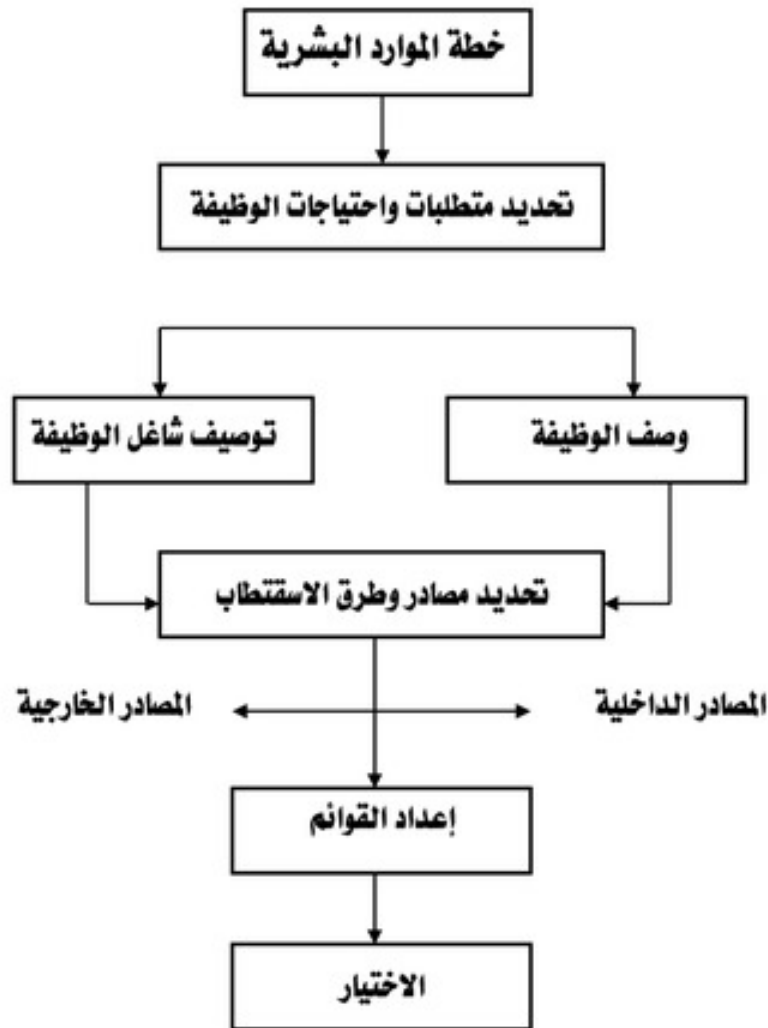 خطة الموارد البشرية
تحديد متطلبات واحتياجات الوظيفة
وصف الوظيفة
توصيف شاغل الوظيفة
تحديد مصادر وطرق الاسقتطاب
المصادر الداخلية
المصادر الخارجية
إعداد القوائم
الاختيار